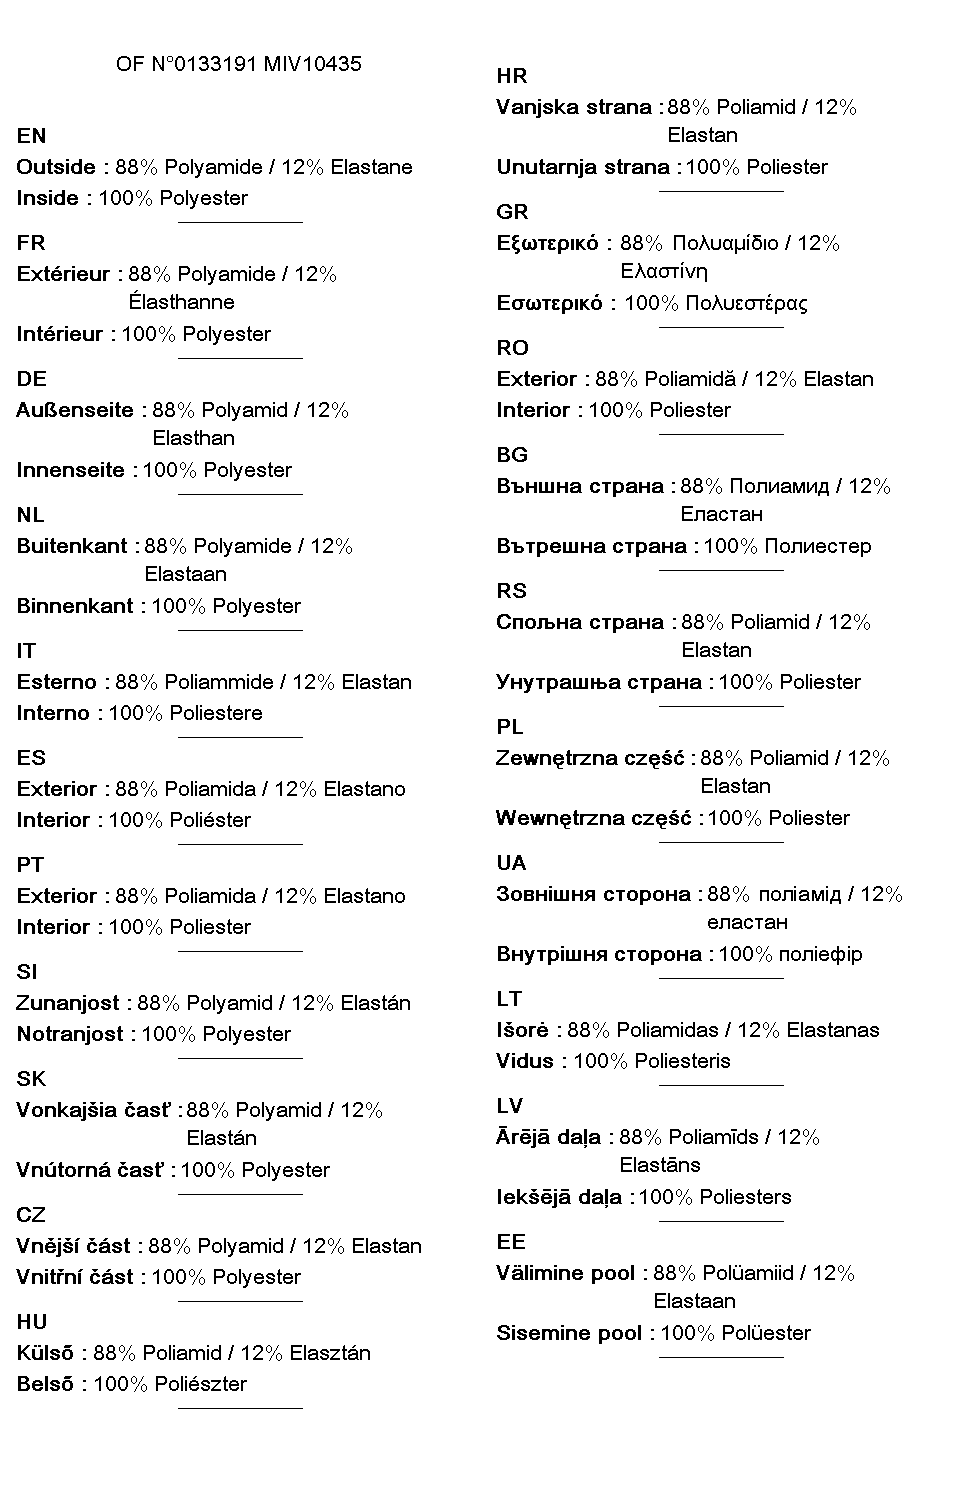 OF N°0133191 MIV10435
EN
Outside : 88% Polyamide / 12% Elastane
Inside : 100% Polyester
FR
Extérieur : 88% Polyamide / 12%
Élasthanne
Intérieur : 100% Polyester
DE
Außenseite : 88% Polyamid / 12%
Elasthan
Innenseite : 100% Polyester
NL
Buitenkant : 88% Polyamide / 12%
Elastaan
Binnenkant : 100% Polyester
IT
Esterno : 88% Poliammide / 12% Elastan
Interno : 100% Poliestere
ES
Exterior : 88% Poliamida / 12% Elastano
Interior : 100% Poliéster
PT
Exterior : 88% Poliamida / 12% Elastano
Interior : 100% Poliester
SI
Zunanjost : 88% Polyamid / 12% Elastán
Notranjost : 100% Polyester
SK
Vonkajšia časť : 88% Polyamid / 12%
Elastán
Vnútorná časť : 100% Polyester
CZ
Vnější část : 88% Polyamid / 12% Elastan
Vnitřní část : 100% Polyester
HU
Külsõ : 88% Poliamid / 12% Elasztán
Belsõ : 100% Poliészter
HR
Vanjska strana : 88% Poliamid / 12%
Elastan
Unutarnja strana : 100% Poliester
GR
Εξωτερικό : 88% Πολυαμίδιο / 12%
Ελαστίνη
Εσωτερικό : 100% Πολυεστέρας
RO
Exterior : 88% Poliamidă / 12% Elastan
Interior : 100% Poliester
BG
Външна страна : 88% Полиамид / 12%
Еластан
Вътрешна страна : 100% Полиестер
RS
Спољна страна : 88% Poliamid / 12%
Elastan
Унутрашња страна : 100% Poliester
PL
Zewnętrzna część : 88% Poliamid / 12%
Elastan
Wewnętrzna część : 100% Poliester
UA
Зовнішня сторона : 88% поліамід / 12%
еластан
Внутрішня сторона : 100% поліефір
LT
Išorė : 88% Poliamidas / 12% Elastanas
Vidus : 100% Poliesteris
LV
Ārējā daļa : 88% Poliamīds / 12%
Elastāns
Iekšējā daļa : 100% Poliesters
EE
Välimine pool : 88% Polüamiid / 12%
Elastaan
Sisemine pool : 100% Polüester